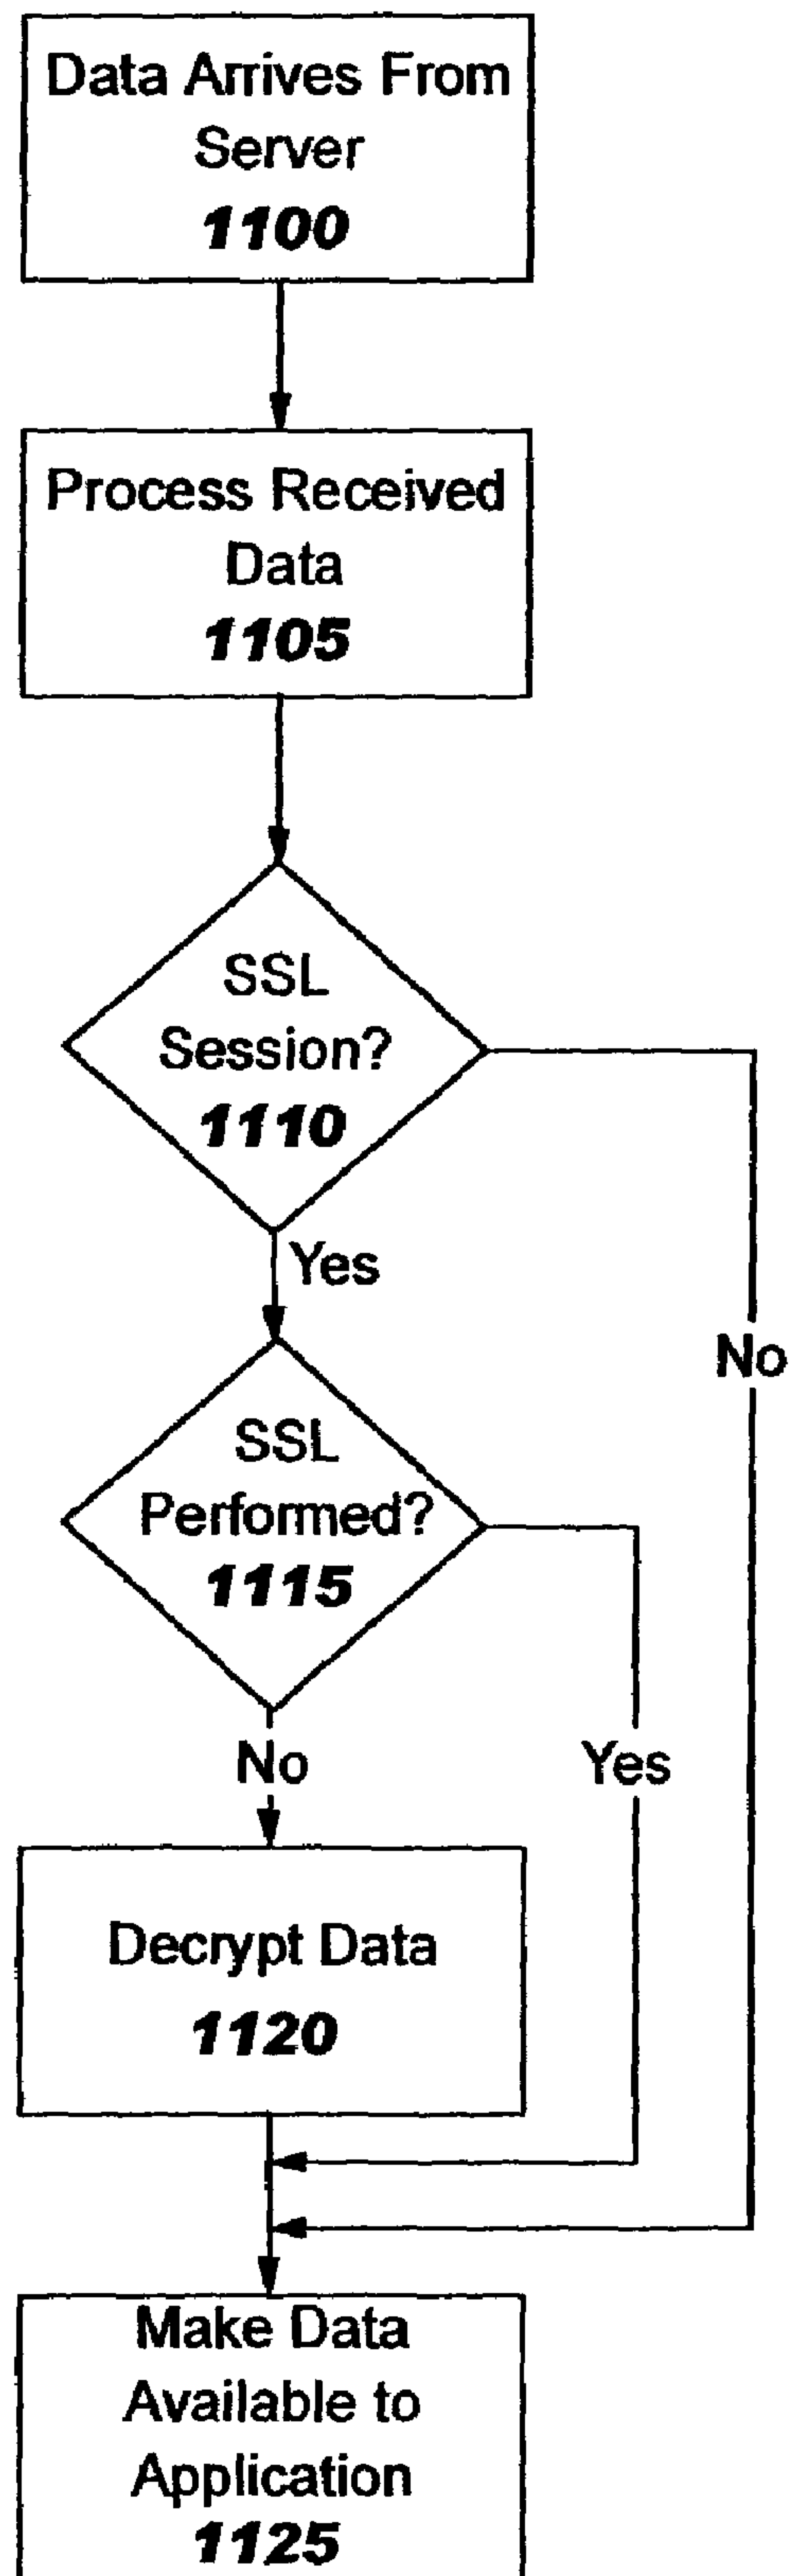 Data Arrives From
Server
1100
Process Received
Data
1105
SSL
Session?
1110
Yes
No
SSL
Performed?
1115
No
Yes
Decrypt Data
1120
Make Data
Available to
Application
1125